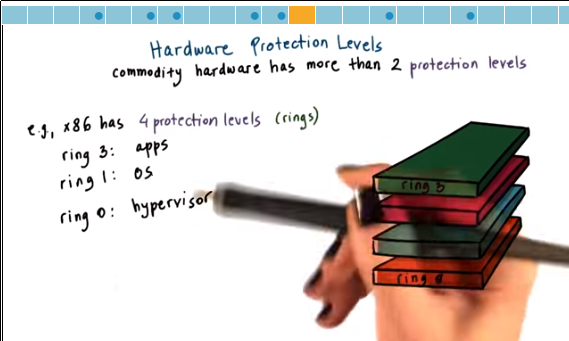 Hardware Protection Levels
commodity hardware has more than 2 protection levels
e.g., x86 has 4 protection levels (rings)
ring 3: apps
ring 1: OS
ring 0: hypervisor
ring 3
ring 0